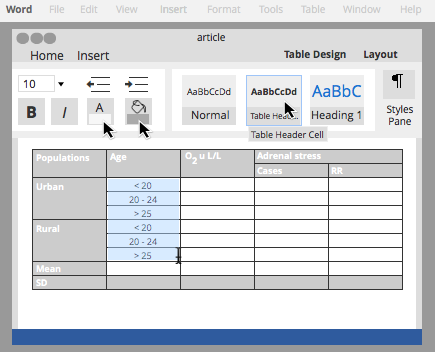 Word File Edit View Insert Format Tools Table Window Help
article
Home Insert Table Design Layout
10
B I A
AaBbCcDd AaBbCcDd AaBbC
Normal Table Head... Heading 1
¶
Styles
Pane
Table Header Cell
Populations Age O2 u L/L Adrenal stress
Cases RR
Urban < 20
20 - 24
> 25
Rural < 20
20 - 24
> 25
Mean
SD